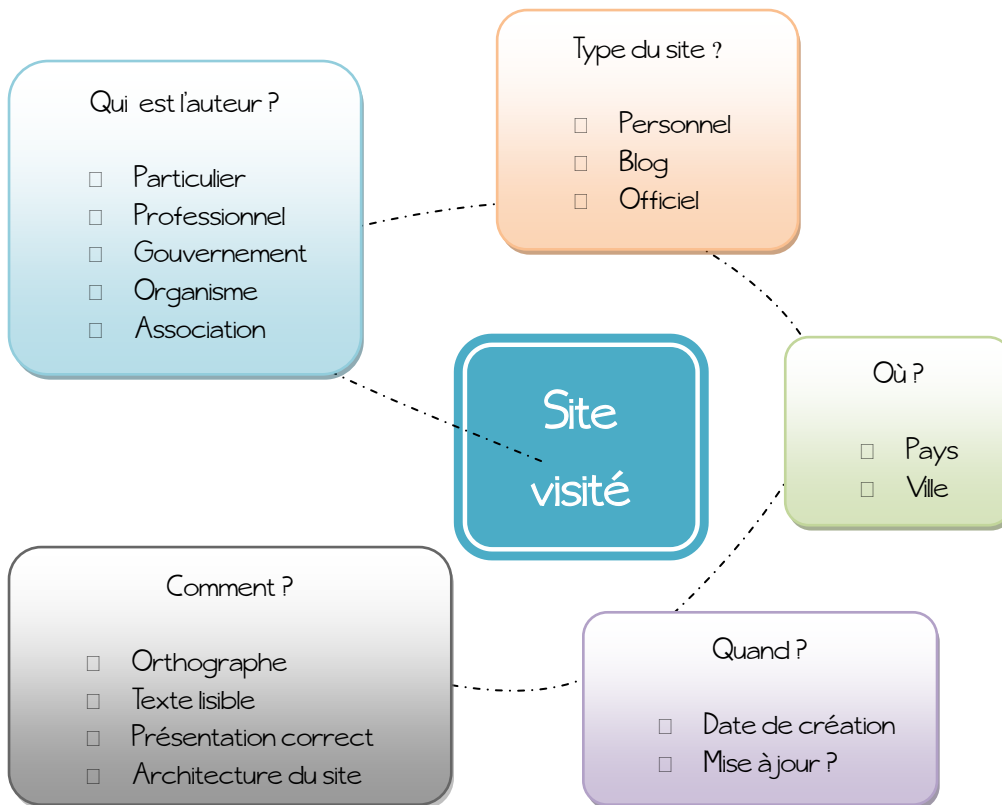 Qui est l'auteur ?
Particulier
Professionnel
Gouvernement
Organisme
Association
Type du site ?
Personnel
Blog
Officiel
Où ?
Pays
Ville
Site
visité
Quand ?
Date de création
Mise à jour ?
Comment ?
Orthographe
Texte lisible
Présentation correct
Architecture du site